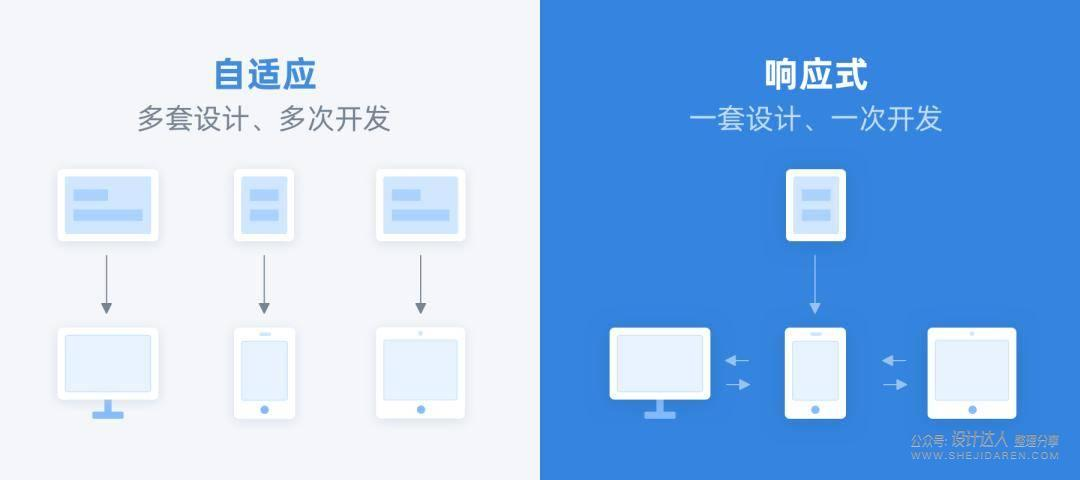 自适应
多套设计、多次开发
响应式
一套设计、一次开发
公众号: 设计达人 整理分享
WWW.SHEJIDAREN.COM